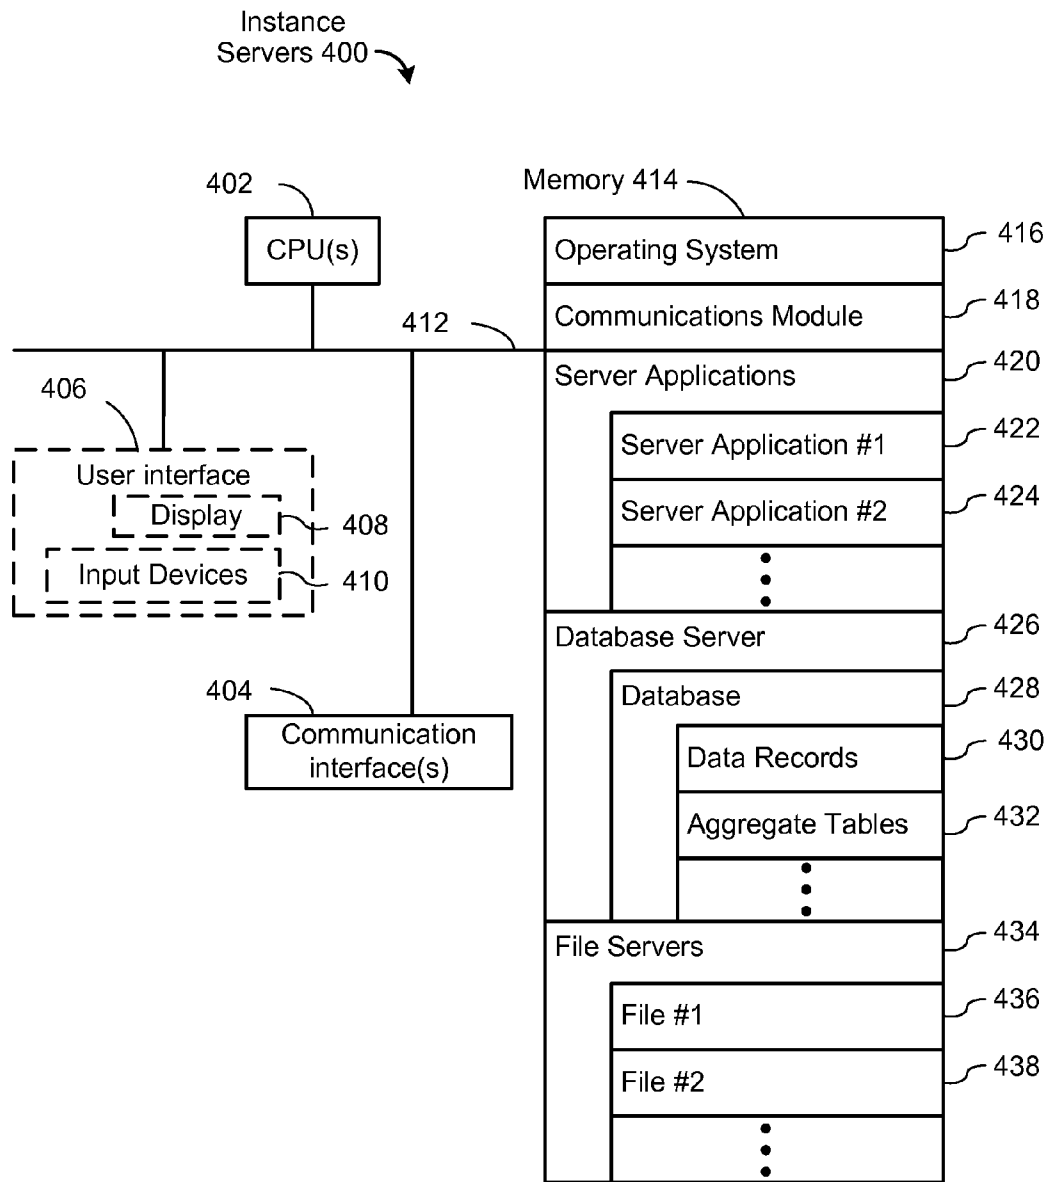 Instance
Servers 400
402
CPU(s)
412
406
User interface
Display
408
Input Devices
410
404
Communication
interface(s)
Memory 414
Operating System
416
Communications Module
418
Server Applications
420
Server Application #1
422
Server Application #2
424
Database Server
426
Database
428
Data Records
430
Aggregate Tables
432
File Servers
434
File #1
436
File #2
438